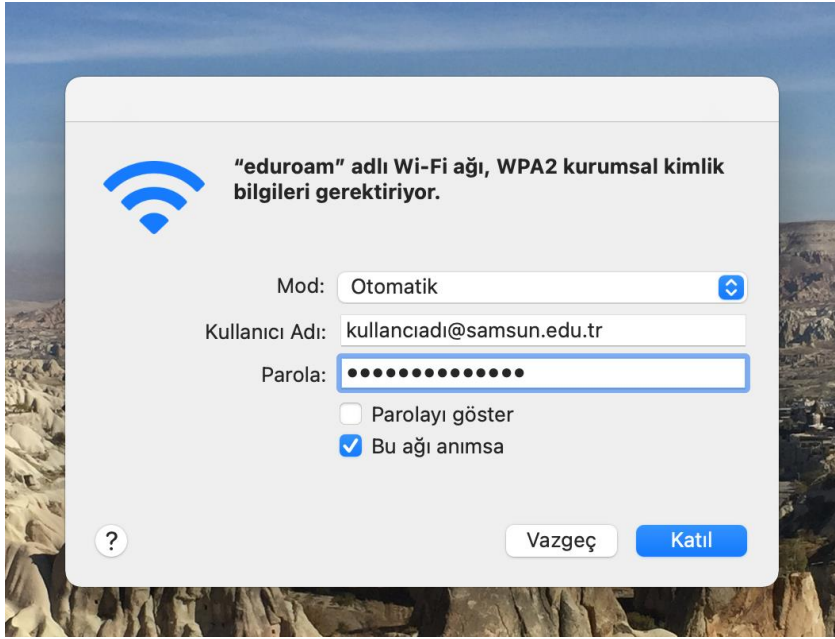 “eduroam” adlı Wi-Fi ağı, WPA2 kurumsal kimlik
bilgileri gerektiriyor.
Mod: Otomatik
Kullanıcı Adı: kullancıadı@samsun.edu.tr
Parola: ••••••••••••••
Parolayı göster
Bu ağı anımsa
? Vazgeç Katıl